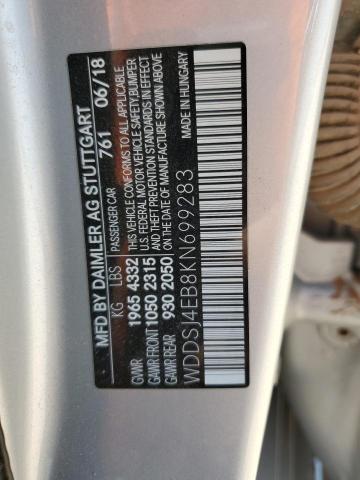 MFD BY DAIMLER AG STUTTGART
761 06/18
KG LBS PASSENGER CAR
GVWR 1965 4332
GAWR FRONT 1050 2315
GAWR REAR 930 2050
THIS VEHICLE CONFORMS TO ALL APPLICABLE
U.S. FEDERAL MOTOR VEHICLE SAFETY, BUMPER
AND THEFT PREVENTION STANDARDS IN EFFECT
ON THE DATE OF MANUFACTURE SHOWN ABOVE
MADE IN HUNGARY
WDDSJ4EB8KN699283